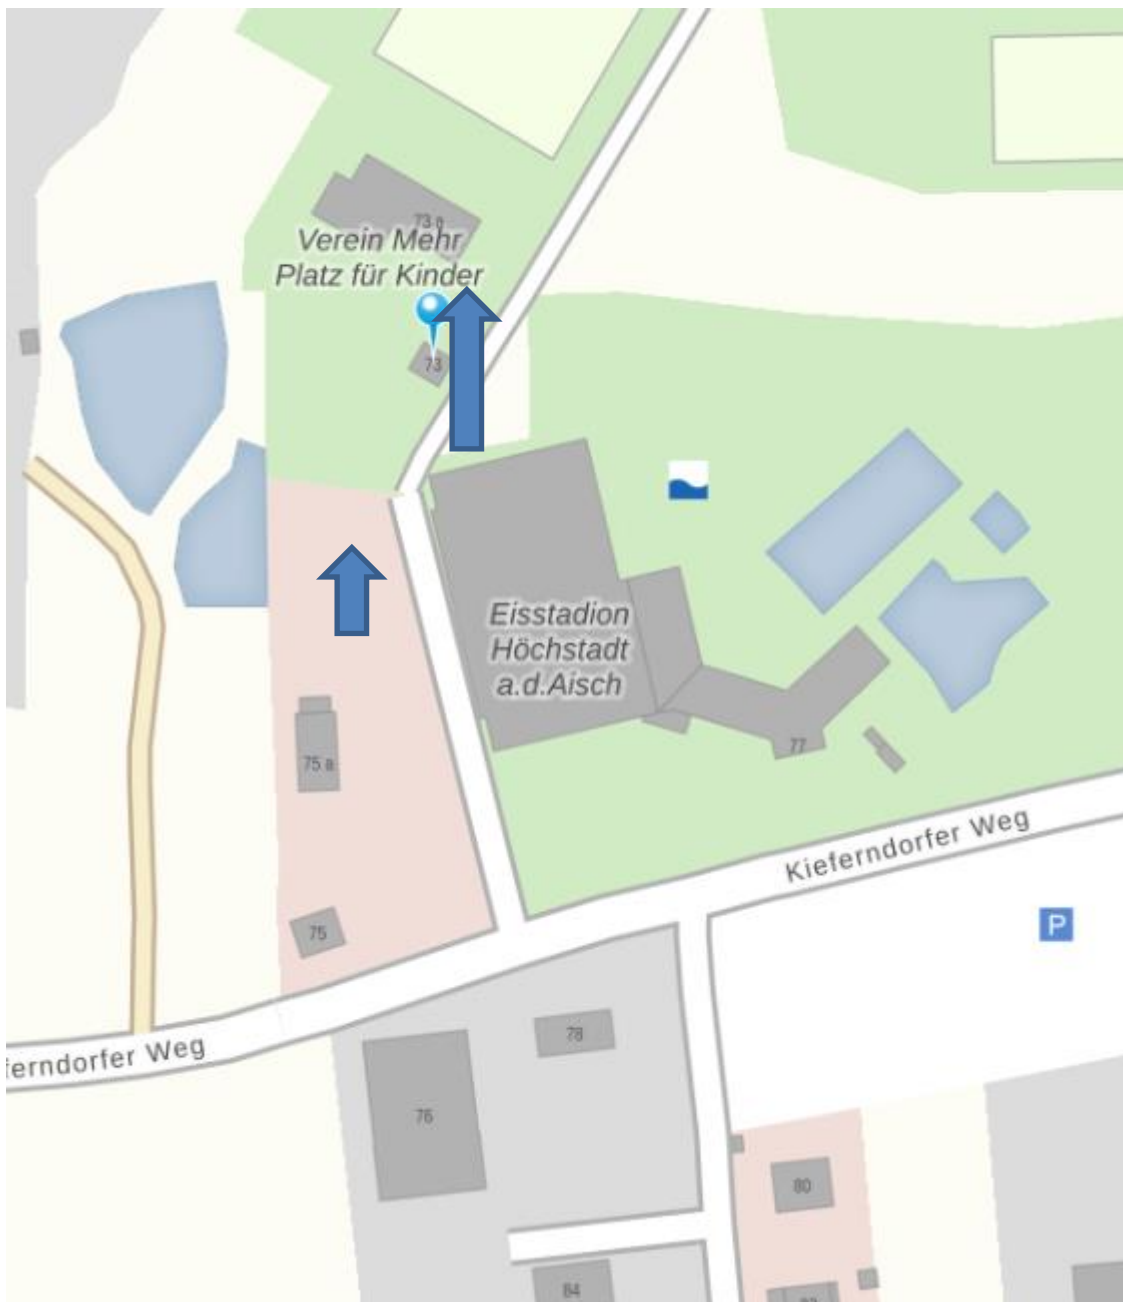 73 a
Verein Mehr
Platz für Kinder
73
Eisstadion
Höchstadt
a.d.Aisch
75 a
77
Kieferndorfer Weg
75
P
78
ferndorfer Weg
76
80
84